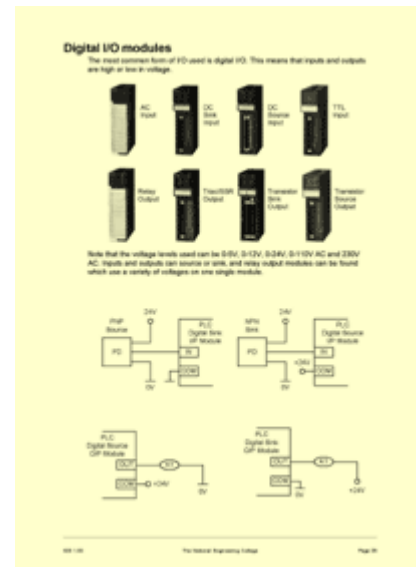 Digital I/O modules
The most common form of I/O used is digital I/O. This means that inputs and outputs
are high or low in voltage.
AC
Input
DC
Sink
Input
DC
Source
Input
TTL
Input
Relay
Output
Triac/SSR
Output
Transistor
Sink
Output
Transistor
Source
Output
Note that the voltage levels used can be 0-5V, 0-12V, 0-24V, 0-110V AC and 230V
AC. Inputs and outputs can source or sink, and relay output modules can be found
which use a variety of voltages on one single module.
PNP
Source
24V
PLC
Digital Sink
I/P Module
PD
IN
COM
0V
NPN
Sink
24V
PLC
Digital Source
I/P Module
PD
IN
+24V
COM
0V
PLC
Digital Source
O/P Module
OUT
COM
+24V
0V
PLC
Digital Sink
O/P Module
OUT
COM
0V
+24V
The National Engineering College